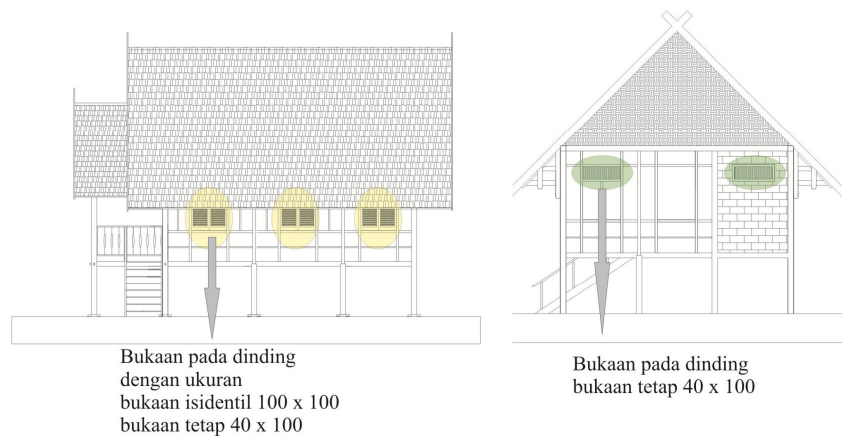 Bukaan pada dinding
dengan ukuran
bukaan isidentil 100 x 100
bukaan tetap 40 x 100
Bukaan pada dinding
bukaan tetap 40 x 100